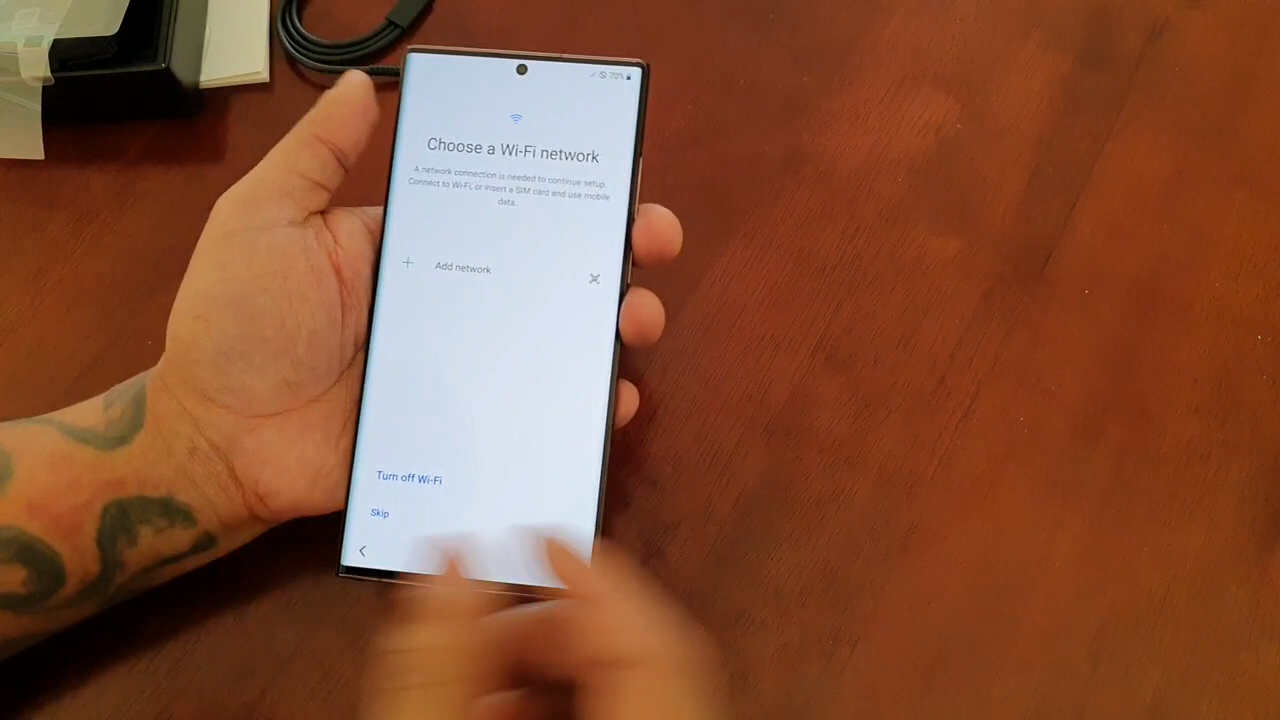 70%
Choose a Wi-Fi network
A network connection is needed to continue setup.
Connect to Wi-Fi, or insert a SIM card and use mobile
data.
Add network
Turn off Wi-Fi
Skip